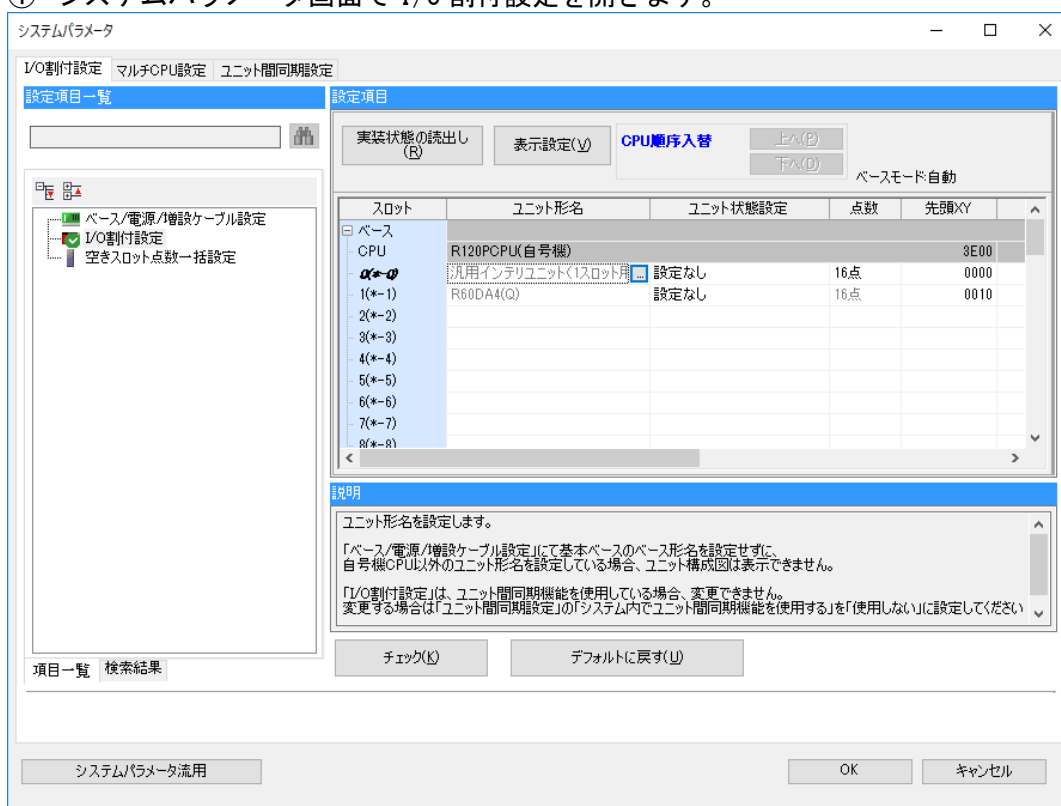 ① システムパラメータ画面で I/O 割付設定を開きます。
システムパラメータ
I/O割付設定 マルチCPU設定 ユニット間同期設定
設定項目一覧
設定項目
実装状態の読出し(R)
表示設定(V)
CPU順序入替
上へ(P)
下へ(D)
ベースモード:自動
ベース/電源/増設ケーブル設定
I/O割付設定
空きスロット点数一括設定
スロット ユニット形名 ユニット状態設定 点数 先頭XY
ベース
CPU R120PCPU(自号機) 3E00
0(*-0) 汎用インテリユニット(1スロット用 ... 設定なし 16点 0000
1(*-1) R60DA4(Q) 設定なし 16点 0010
2(*-2)
3(*-3)
4(*-4)
5(*-5)
6(*-6)
7(*-7)
8(*-8)
説明
ユニット形名を設定します。
「ベース/電源/増設ケーブル設定」にて基本ベースのベース形名を設定せずに、
自号機CPU以外のユニット形名を設定している場合、ユニット構成図は表示できません。
「I/O割付設定」は、ユニット間同期機能を使用している場合、変更できません。
変更する場合は「ユニット間同期設定」の「システム内でユニット間同期機能を使用する」を「使用しない」に設定してください
チェック(K)
デフォルトに戻す(U)
項目一覧 検索結果
システムパラメータ流用
OK
キャンセル